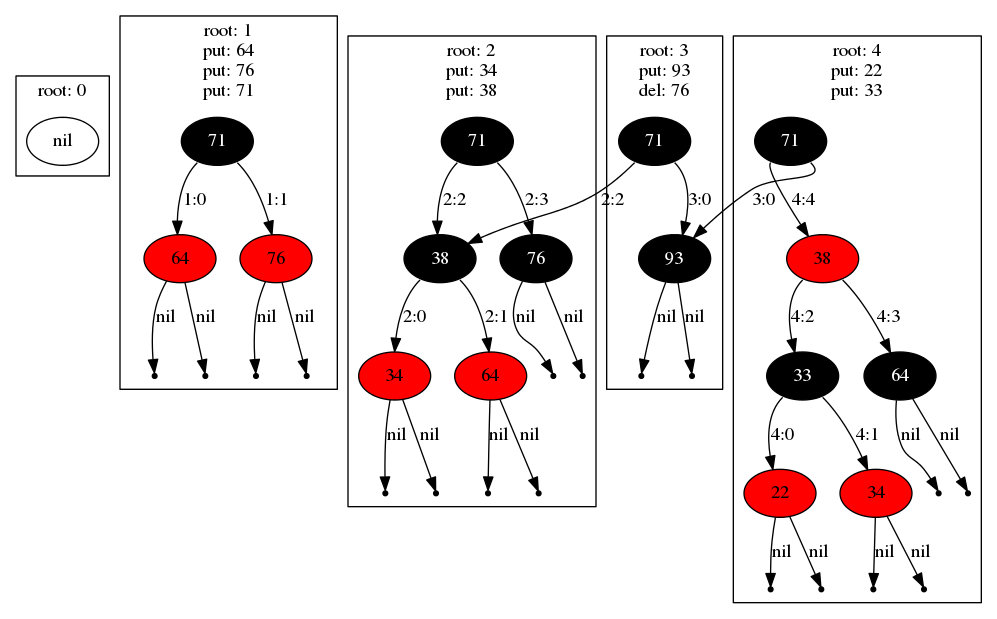 root: 0
nil
root: 1
put: 64
put: 76
put: 71
71
1:0
1:1
64
76
nil
nil
nil
nil
root: 2
put: 34
put: 38
71
2:2
2:3
38
76
2:0
2:1
nil
nil
34
64
nil
nil
nil
nil
root: 3
put: 93
del: 76
71
2:2
3:0
93
nil
nil
root: 4
put: 22
put: 33
71
3:0
4:4
38
4:2
4:3
33
64
4:0
4:1
nil
nil
22
34
nil
nil
nil
nil